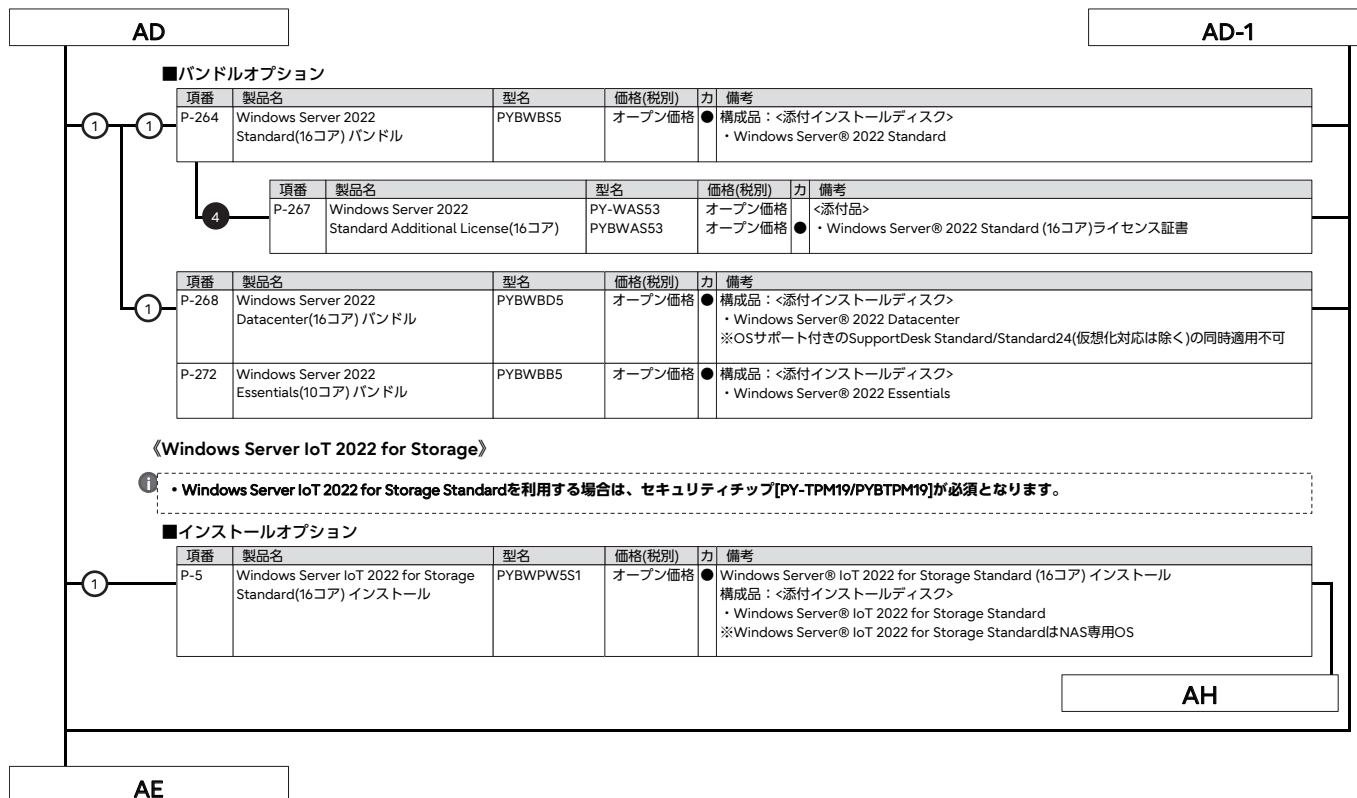 AD
AD-1
■バンドルオプション
項番 製品名 型名 価格(税別) カ 備考
1 1 P-264 Windows Server 2022 PYBWBS5 オープン価格 ● 構成品：<添付インストールディスク>
Standard(16コア) バンドル ・Windows Server® 2022 Standard
項番 製品名 型名 価格(税別) カ 備考
4 P-267 Windows Server 2022 PY-WAS53 オープン価格 <添付品>
Standard Additional License(16コア) PYBWAS53 オープン価格 ● ・Windows Server® 2022 Standard (16コア)ライセンス証書
項番 製品名 型名 価格(税別) カ 備考
1 P-268 Windows Server 2022 PYBWBD5 オープン価格 ● 構成品：<添付インストールディスク>
Datacenter(16コア) バンドル ・Windows Server® 2022 Datacenter
※OSサポート付きのSupportDesk Standard/Standard24(仮想化対応は除く)の同時適用不可
P-272 Windows Server 2022 PYBWBB5 オープン価格 ● 構成品：<添付インストールディスク>
Essentials(10コア) バンドル ・Windows Server® 2022 Essentials
《Windows Server IoT 2022 for Storage》
i ・Windows Server IoT 2022 for Storage Standardを利用する場合は、セキュリティチップ[PY-TPM19/PYBTPM19]が必須となります。
■インストールオプション
項番 製品名 型名 価格(税別) カ 備考
1 P-5 Windows Server IoT 2022 for Storage PYBWPW5S1 オープン価格 ● Windows Server® IoT 2022 for Storage Standard (16コア) インストール
Standard(16コア) インストール 構成品：<添付インストールディスク>
・Windows Server® IoT 2022 for Storage Standard
※Windows Server® IoT 2022 for Storage StandardはNAS専用OS
AH
AE